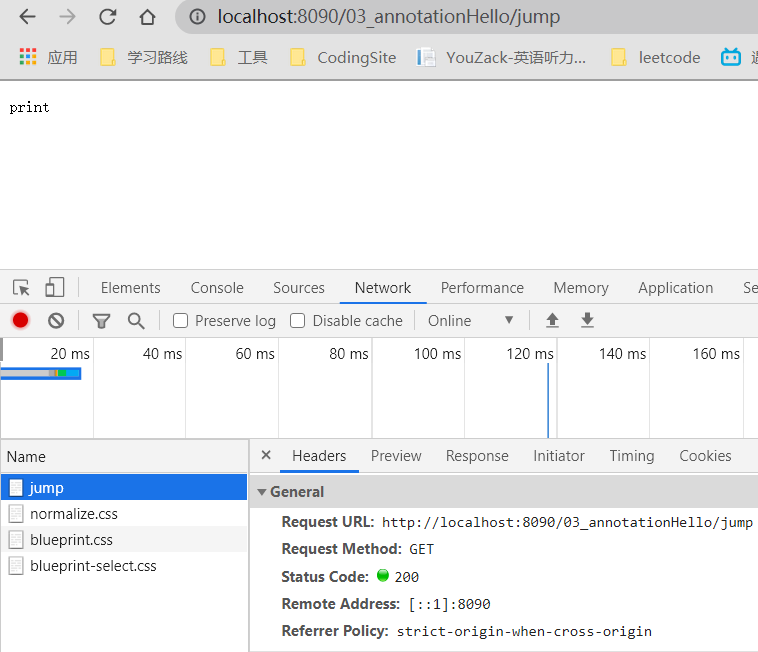 localhost:8090/03_annotationHello/jump
应用 学习路线 工具 CodingSite YouZack-英语听力... leetcode
print
Elements Console Sources Network Performance Memory Application Se
Preserve log Disable cache Online
20 ms 40 ms 60 ms 80 ms 100 ms 120 ms 140 ms 160 ms
Name
jump
normalize.css
blueprint.css
blueprint-select.css
× Headers Preview Response Initiator Timing Cookies
General
Request URL: http://localhost:8090/03_annotationHello/jump
Request Method: GET
Status Code: 200
Remote Address: [::1]:8090
Referrer Policy: strict-origin-when-cross-origin